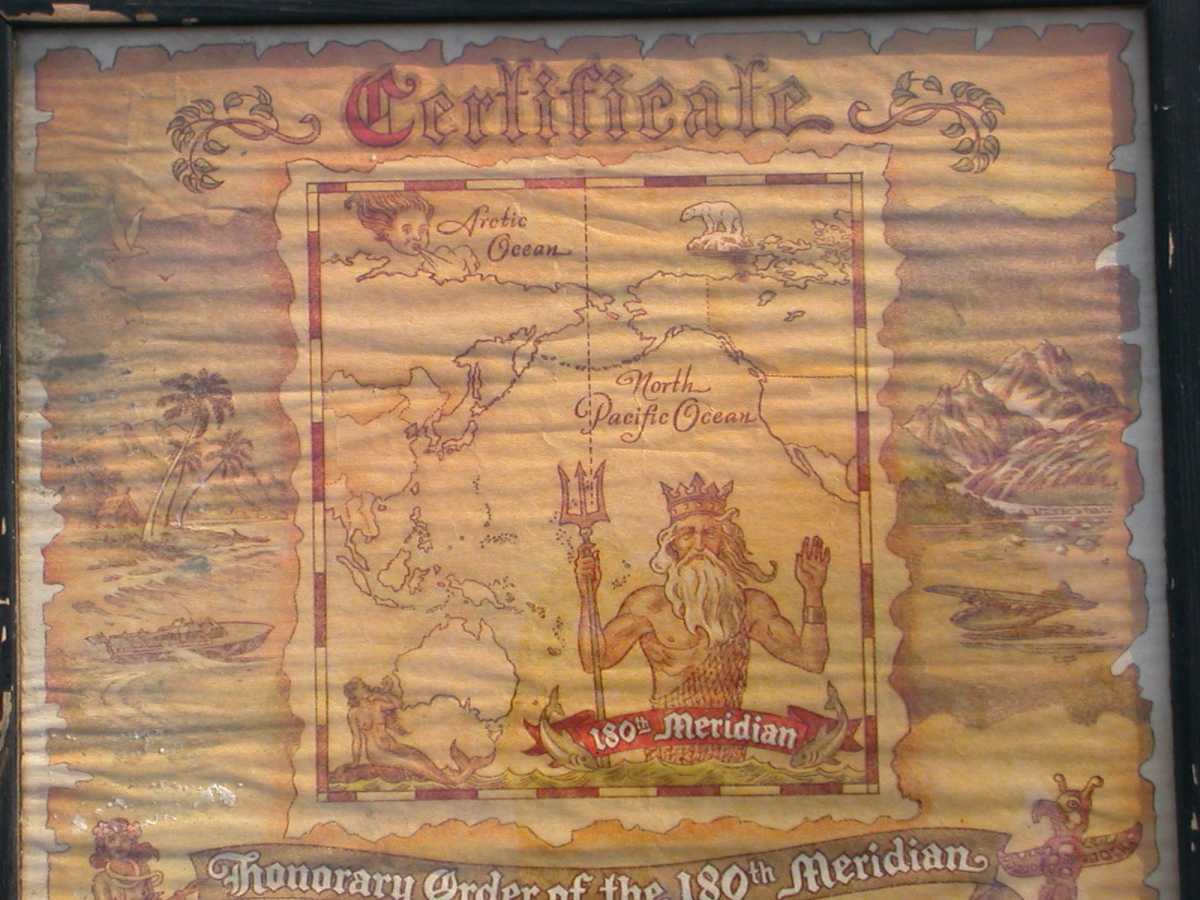 Certificate
Arctic
Ocean
North
Pacific Ocean
180th Meridian
Honorary Order of the 180th Meridian